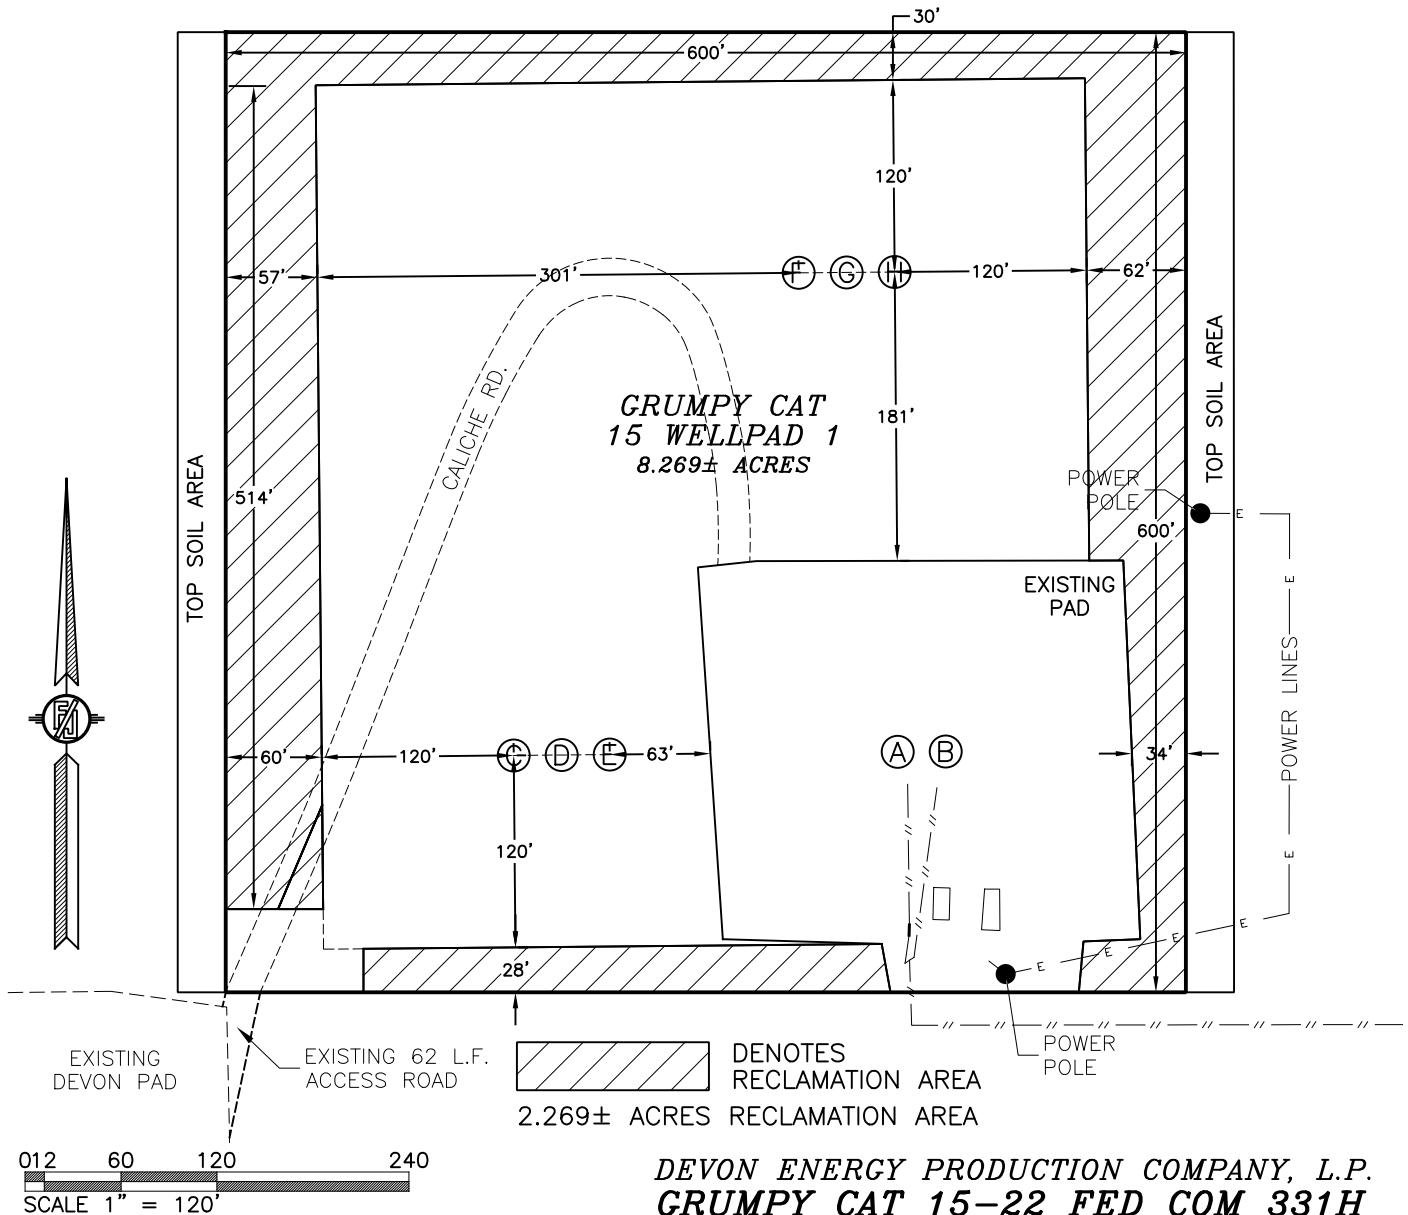 30'
600'
120'
57'
301'
F
G
H
120'
62'
TOP SOIL AREA
CALICHE RD.
GRUMPY CAT
15 WELLPAD 1
8.269± ACRES
181'
POWER
POLE
E
600'
514'
TOP SOIL AREA
EXISTING
PAD
E
POWER LINES
60'
120'
C
D
E
63'
A
B
34'
120'
E
E
E
E
E
28'
EXISTING
DEVON PAD
EXISTING 62 L.F.
ACCESS ROAD
DENOTES
RECLAMATION AREA
POWER
POLE
2.269± ACRES RECLAMATION AREA
012 60 120 240
SCALE 1" = 120'
DEVON ENERGY PRODUCTION COMPANY, L.P.
GRUMPY CAT 15-22 FED COM 331H